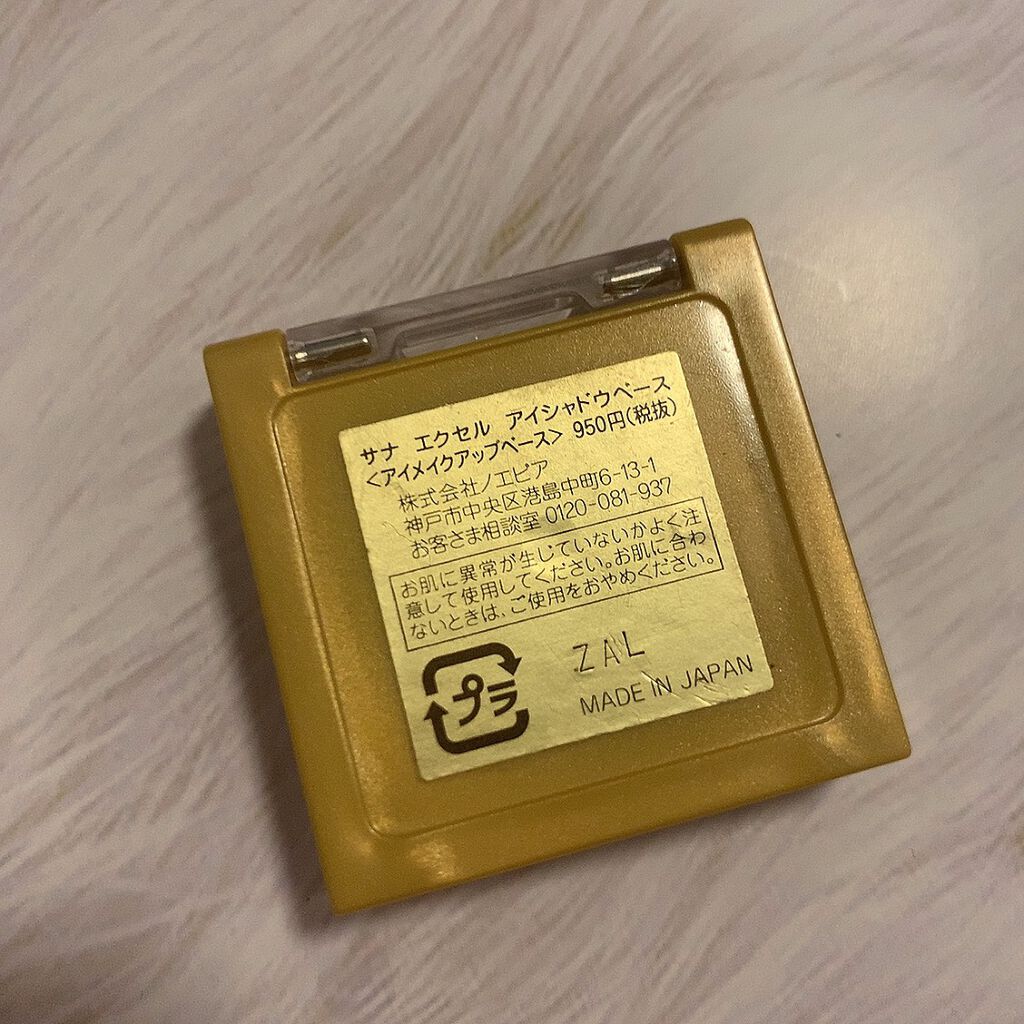 サナ エクセル アイシャドウベース
<アイメイクアップベース> 950円(税抜)
株式会社ノエビア
神戸市中央区港島中町6-13-1
お客さま相談室 0120-081-937
お肌に異常が生じていないかよく注
意して使用してください。お肌に合わ
ないときは、ご使用をおやめください。
プラ
ZAL
MADE IN JAPAN